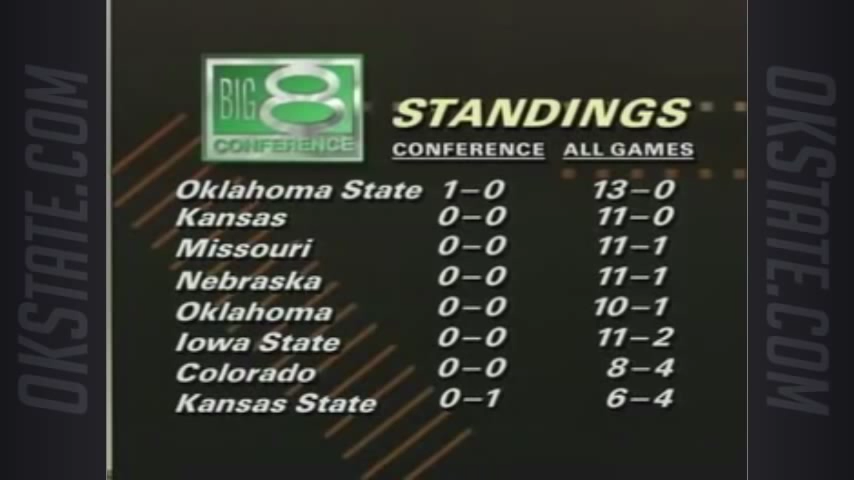 OKSTATE.COM
BIG 8
CONFERENCE
STANDINGS
CONFERENCE ALL GAMES
Oklahoma State 1-0 13-0
Kansas 0-0 11-0
Missouri 0-0 11-1
Nebraska 0-0 11-1
Oklahoma 0-0 10-1
Iowa State 0-0 11-2
Colorado 0-0 8-4
Kansas State 0-1 6-4
OKSTATE.COM